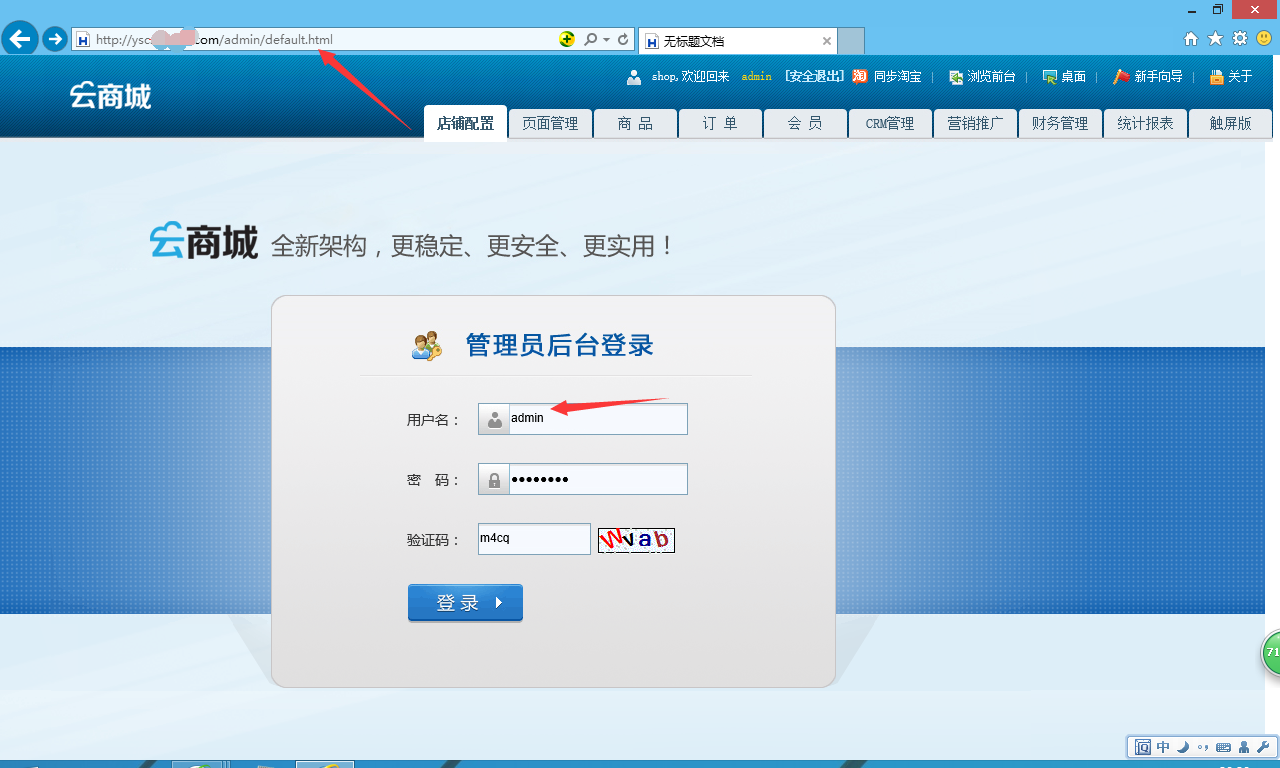 http://ysc .com/admin/default.html
无标题文档
云商城
shop,欢迎回来 admin [安全退出] 淘 同步淘宝 | 浏览前台 | 桌面 | 新手向导 | 关于
店铺配置 页面管理 商 品 订 单 会 员 CRM管理 营销推广 财务管理 统计报表 触屏版
云商城 全新架构，更稳定、更安全、更实用！
管理员后台登录
用户名： admin
密 码： ••••••••
验证码： m4cq Wvab
登 录
71
中